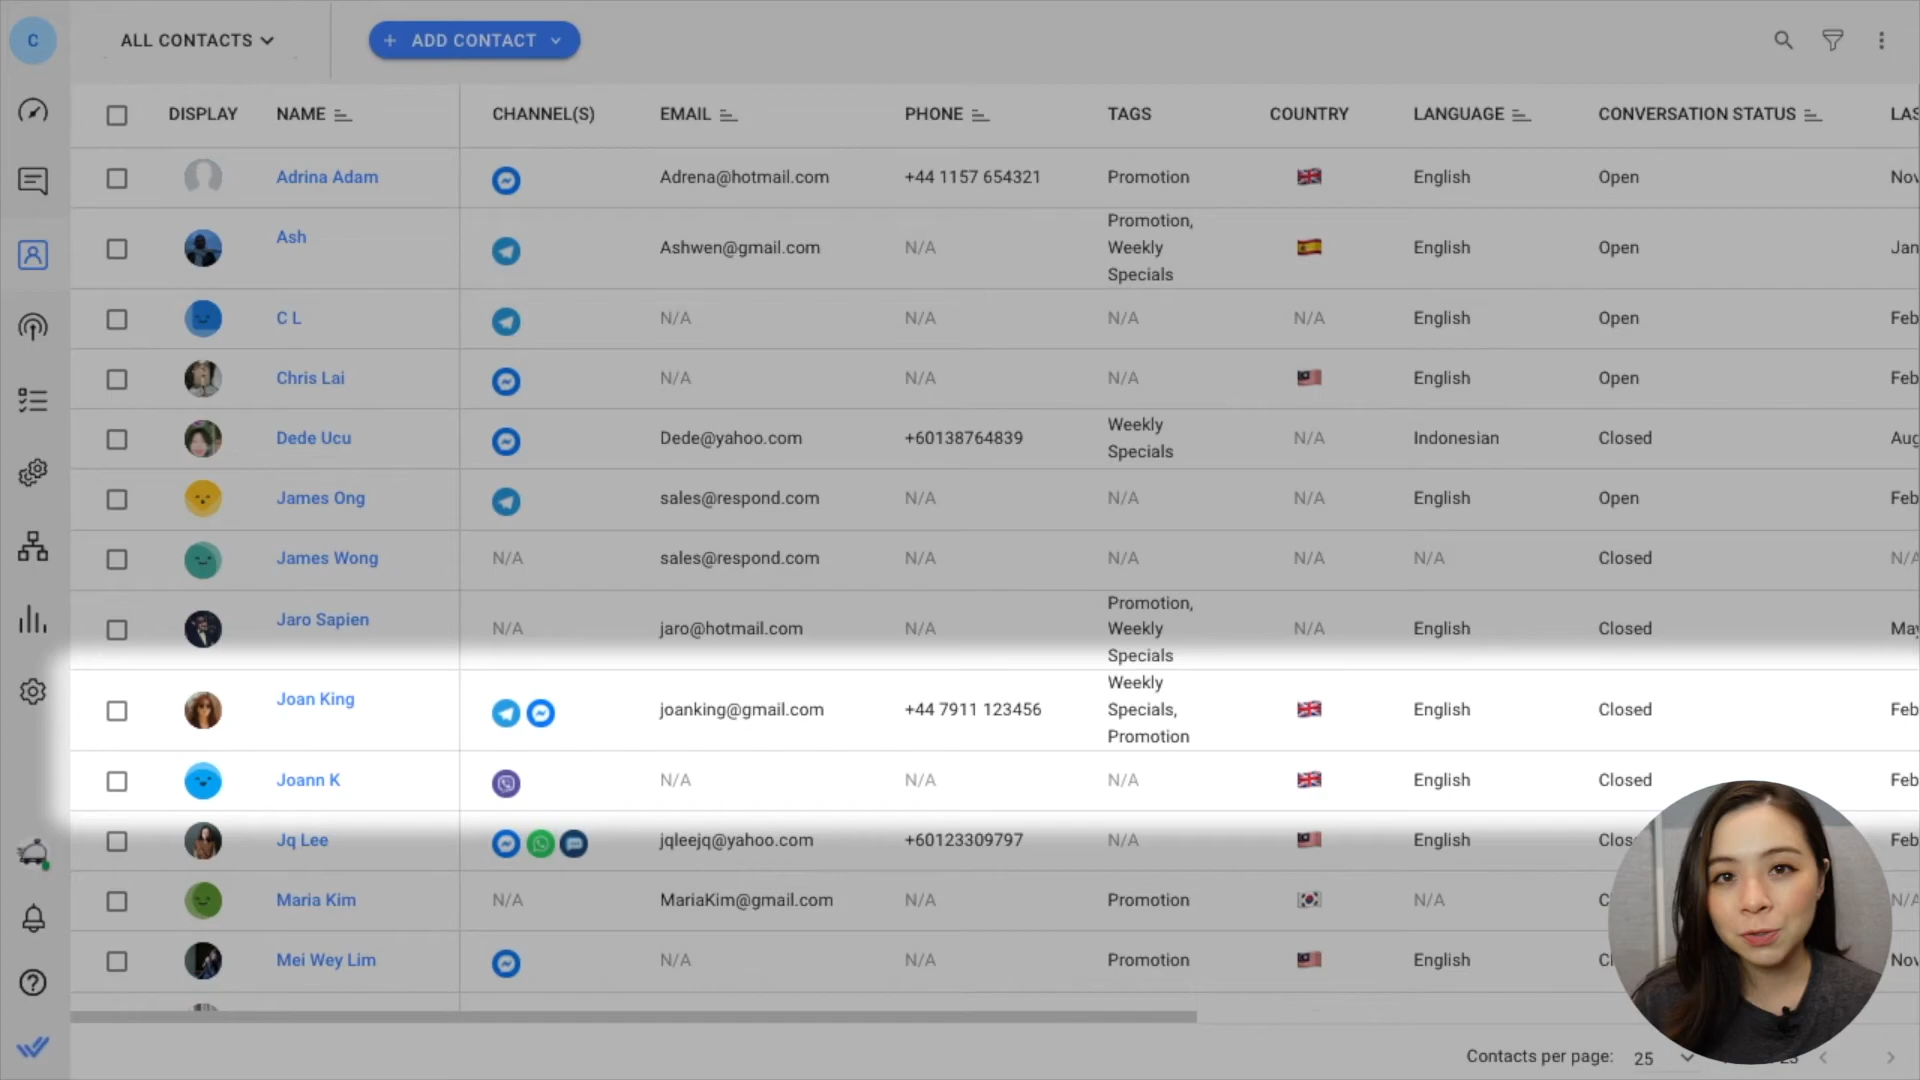 C
ALL CONTACTS
+ ADD CONTACT
DISPLAY NAME CHANNEL(S) EMAIL PHONE TAGS COUNTRY LANGUAGE CONVERSATION STATUS LAS
Adrina Adam Adrena@hotmail.com +44 1157 654321 Promotion English Open Nov
Ash Ashwen@gmail.com N/A Promotion, Weekly Specials English Open Jan
C L N/A N/A N/A N/A English Open Feb
Chris Lai N/A N/A N/A English Open Feb
Dede Ucu Dede@yahoo.com +60138764839 Weekly Specials N/A Indonesian Closed Aug
James Ong sales@respond.com N/A N/A N/A English Open Feb
James Wong N/A sales@respond.com N/A N/A N/A N/A Closed N/A
Jaro Sapien N/A jaro@hotmail.com N/A Promotion, Weekly Specials N/A English Closed May
Joan King joanking@gmail.com +44 7911 123456 Weekly Specials, Promotion English Closed Feb
Joann K N/A N/A N/A English Closed Feb
Jq Lee jqleejq@yahoo.com +60123309797 N/A English Close Feb
Maria Kim N/A MariaKim@gmail.com N/A Promotion N/A C N/A
Mei Wey Lim N/A N/A Promotion English Cl Nov
Contacts per page: 25